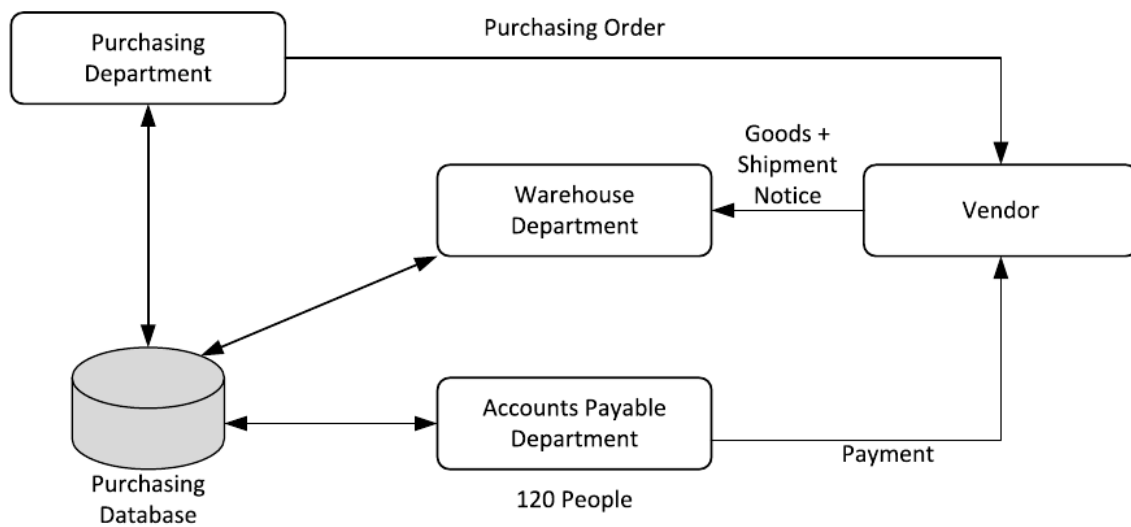 Purchasing
Department
Purchasing Order
Goods +
Shipment
Notice
Warehouse
Department
Vendor
Accounts Payable
Department
Payment
Purchasing
Database
120 People